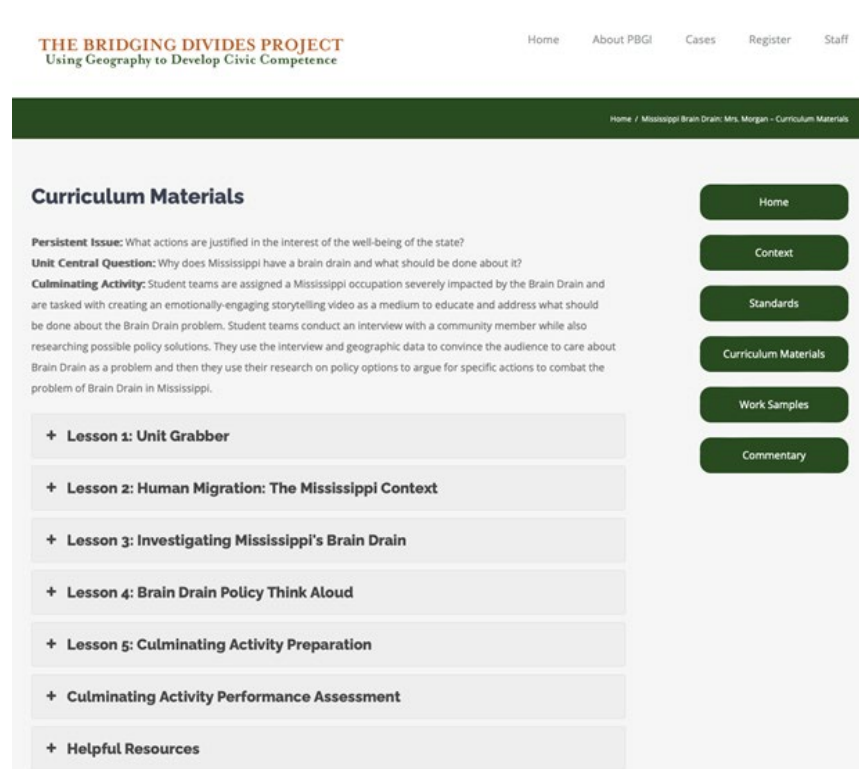 THE BRIDGING DIVIDES PROJECT
Using Geography to Develop Civic Competence
Home About PBGI Cases Register Staff
Home / Mississippi Brain Drain: Mrs. Morgan – Curriculum Materials
Curriculum Materials
Persistent Issue: What actions are justified in the interest of the well-being of the state?
Unit Central Question: Why does Mississippi have a brain drain and what should be done about it?
Culminating Activity: Student teams are assigned a Mississippi occupation severely impacted by the Brain Drain and
are tasked with creating an emotionally-engaging storytelling video as a medium to educate and address what should
be done about the Brain Drain problem. Student teams conduct an interview with a community member while also
researching possible policy solutions. They use the interview and geographic data to convince the audience to care about
Brain Drain as a problem and then they use their research on policy options to argue for specific actions to combat the
problem of Brain Drain in Mississippi.
+ Lesson 1: Unit Grabber
+ Lesson 2: Human Migration: The Mississippi Context
+ Lesson 3: Investigating Mississippi's Brain Drain
+ Lesson 4: Brain Drain Policy Think Aloud
+ Lesson 5: Culminating Activity Preparation
+ Culminating Activity Performance Assessment
+ Helpful Resources
Home
Context
Standards
Curriculum Materials
Work Samples
Commentary